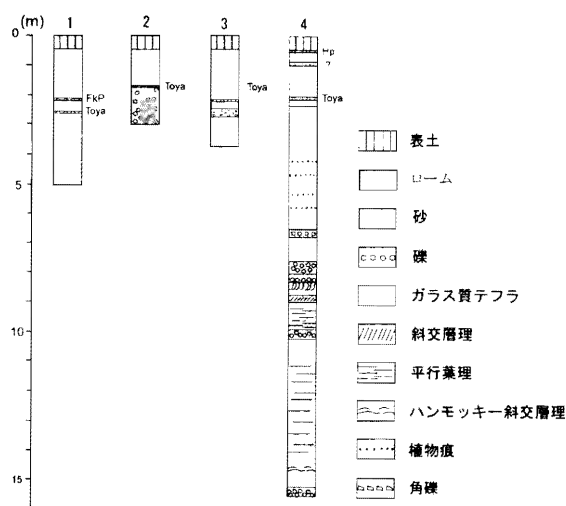 (m)
1 2 3 4
0
5
10
15
FkP
Toya
Toya
Toya
Toya
表土
ローム
砂
礫
ガラス質テフラ
斜交層理
平行葉理
ハンモッキー斜交層理
植物痕
角礫